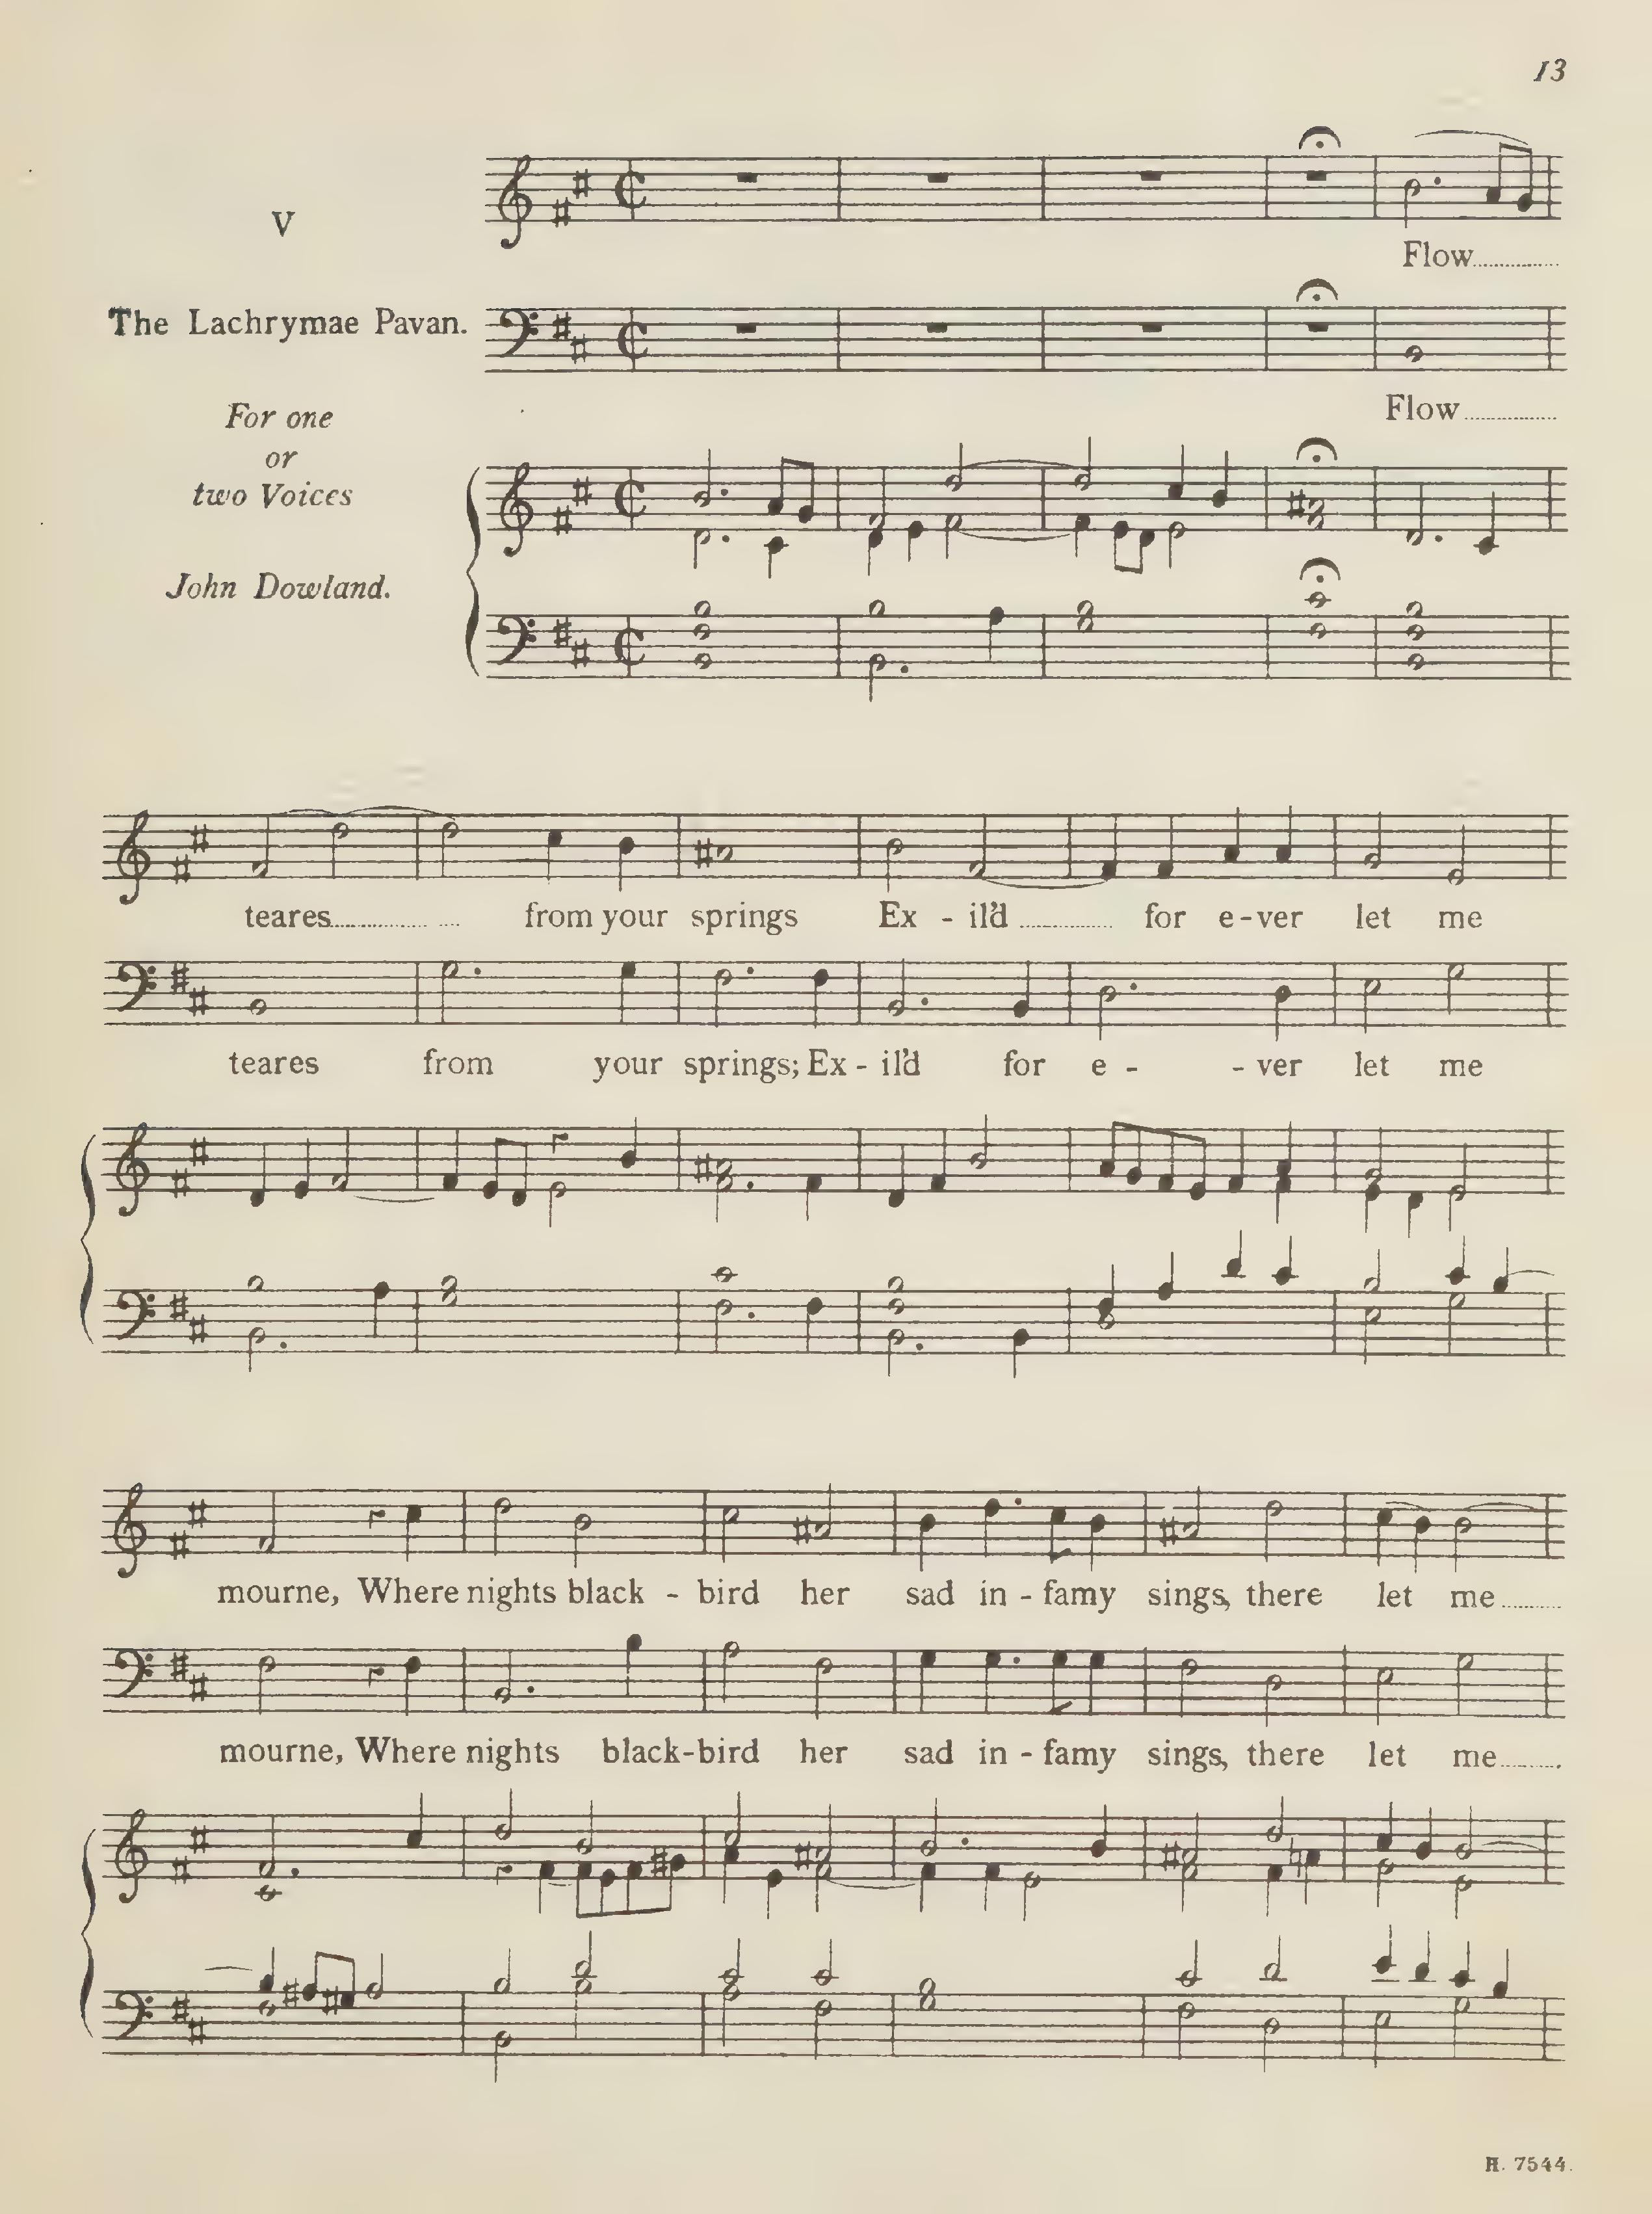 13
V
The Lachrymae Pavan.
For one
or
two Voices
John Dowland.
Flow
Flow
teares from your springs Ex - il'd for e-ver let me
teares from your springs; Ex - il'd for e - - ver let me
mourne, Where nights black - bird her sad in - famy sings, there let me
mourne, Where nights black-bird her sad in - famy sings, there let me
H. 7544.